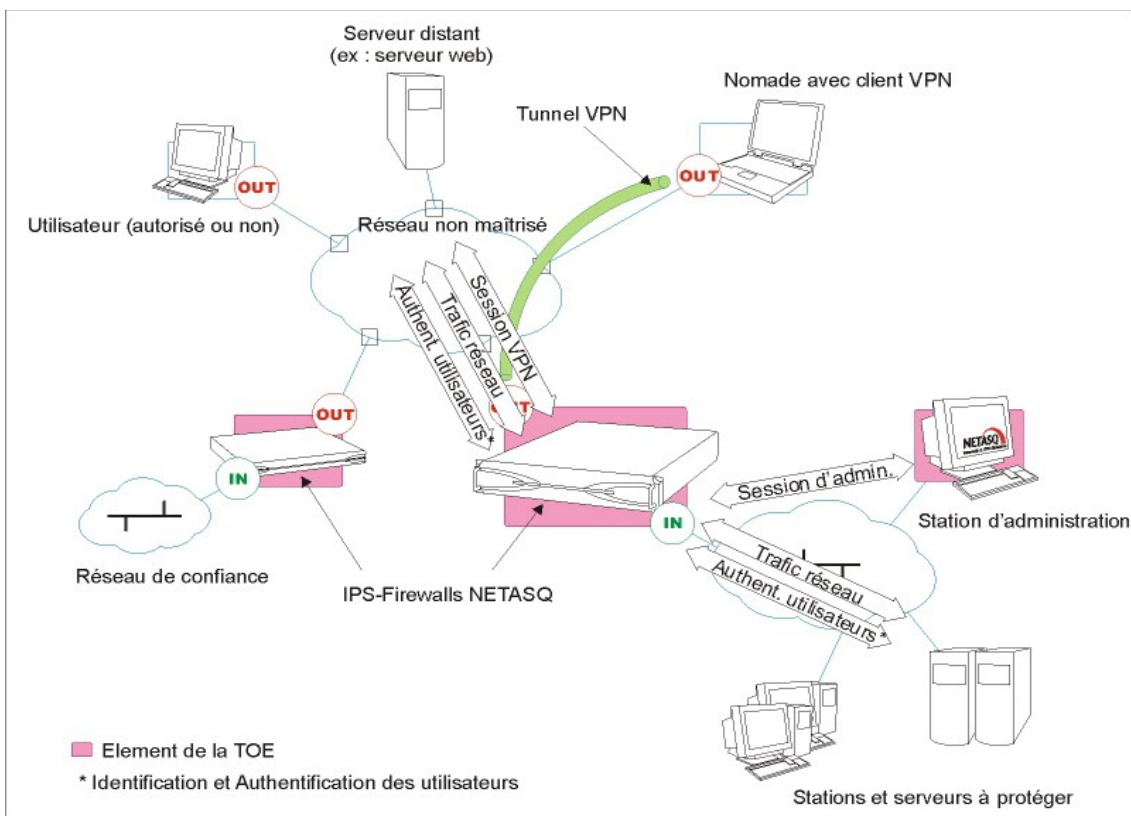 Serveur distant
(ex : serveur web)
Nomade avec client VPN
Tunnel VPN
OUT
OUT
Utilisateur (autorisé ou non)
Réseau non maîtrisé
Session VPN
Trafic réseau
Authent. utilisateurs*
OUT
OUT
IN
NETASQ
Session d'admin.
Station d'administration
IN
Réseau de confiance
IPS-Firewalls NETASQ
Trafic réseau
Authent. utilisateurs*
Element de la TOE
* Identification et Authentification des utilisateurs
Stations et serveurs à protéger